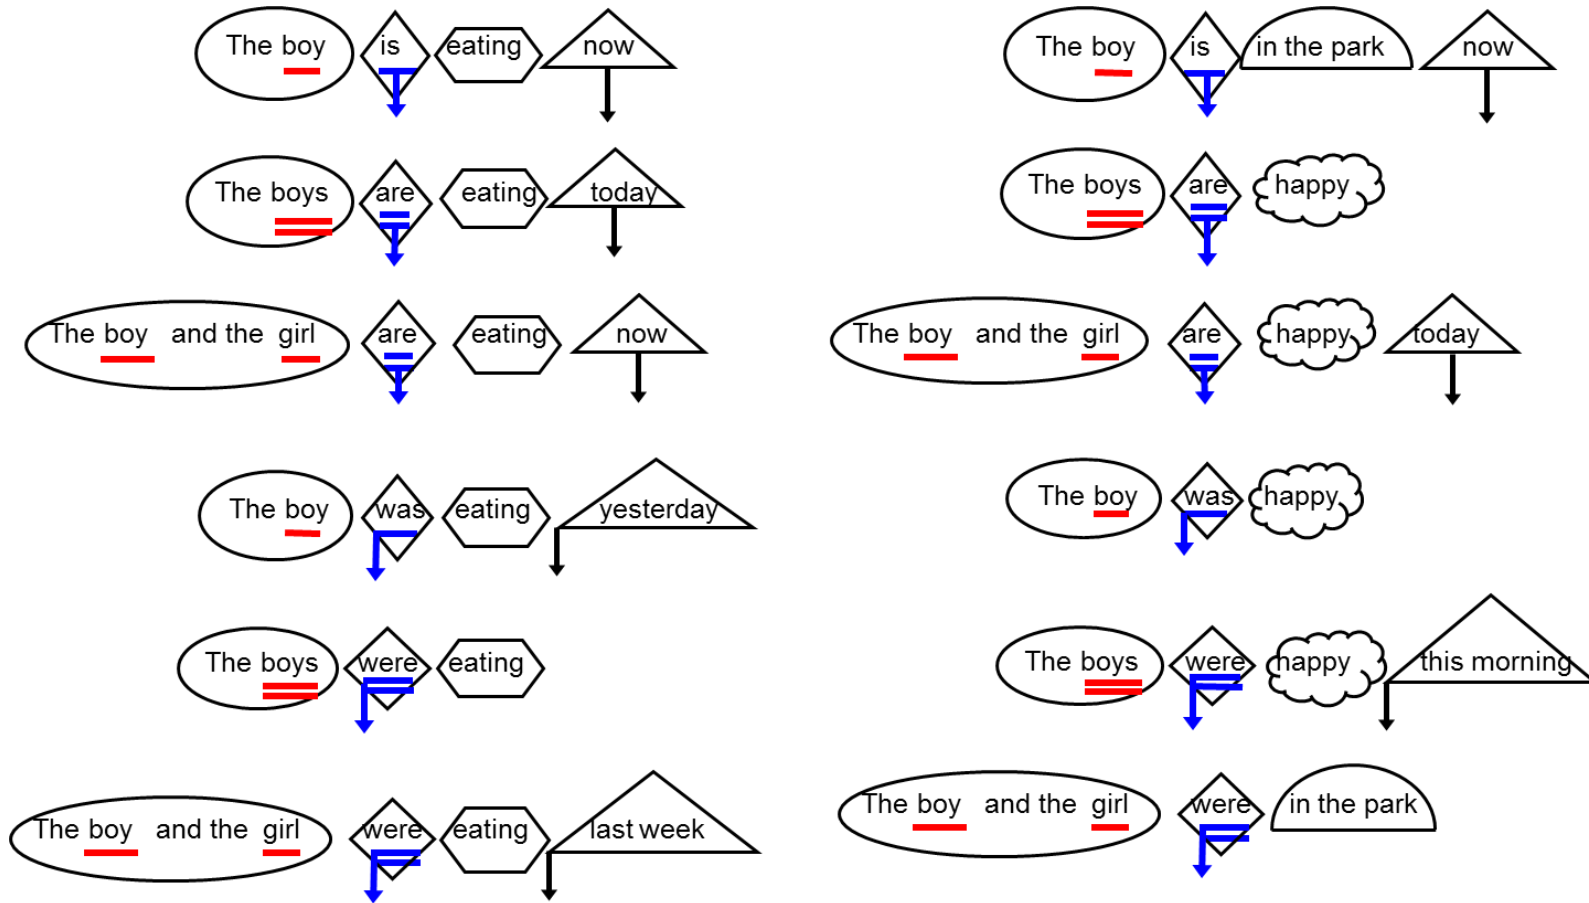 The boy is eating now
The boys are eating today
The boy and the girl are eating now
The boy was eating yesterday
The boys were eating
The boy and the girl were eating last week
The boy is in the park now
The boys are happy
The boy and the girl are happy today
The boy was happy
The boys were happy this morning
The boy and the girl were in the park